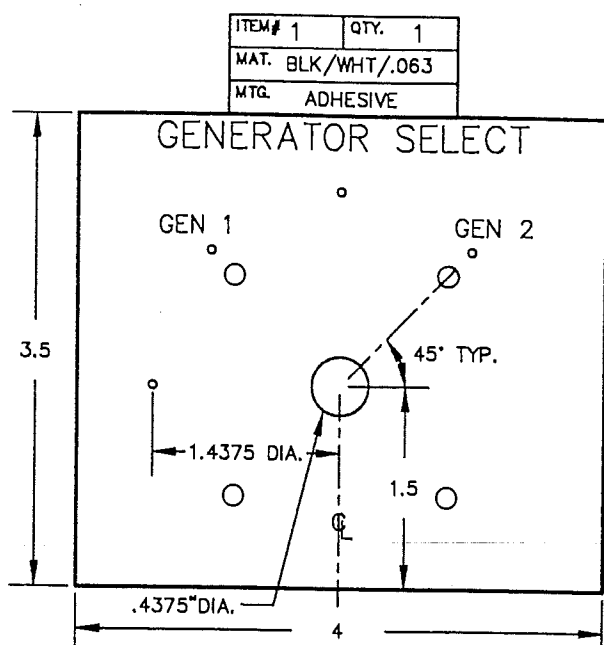 ITEM# 1 QTY. 1
MAT. BLK/WHT/.063
MTG. ADHESIVE
GENERATOR SELECT
GEN 1 GEN 2
3.5
45° TYP.
1.4375 DIA.
1.5
CL
.4375"DIA.
4